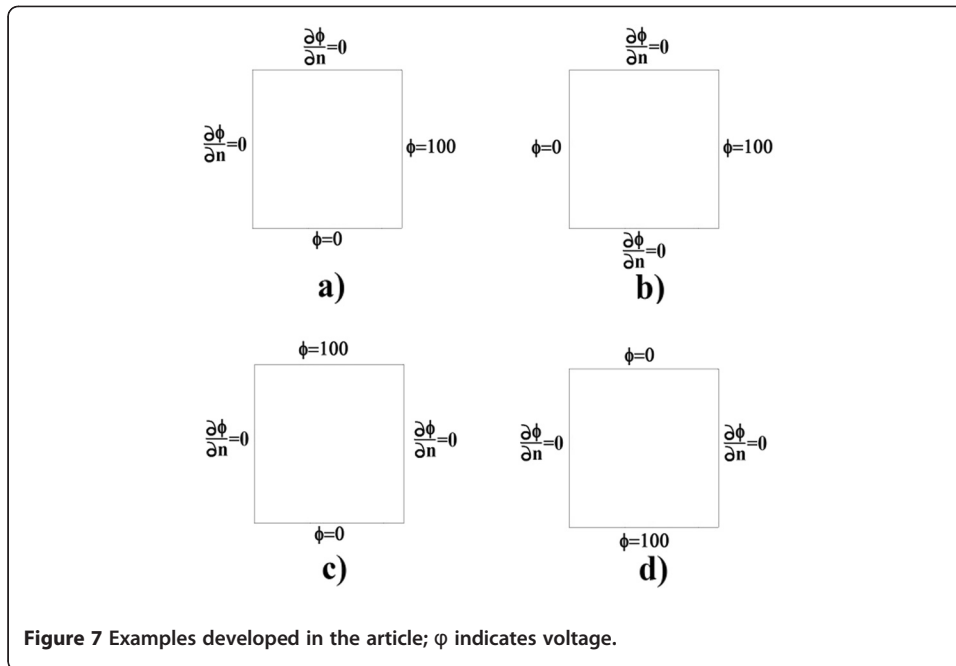 ∂φ/∂n=0
∂φ/∂n=0
φ=100
φ=0
a)
∂φ/∂n=0
φ=0
φ=100
∂φ/∂n=0
b)
φ=100
∂φ/∂n=0
∂φ/∂n=0
φ=0
c)
φ=0
∂φ/∂n=0
∂φ/∂n=0
φ=100
d)
Figure 7 Examples developed in the article; φ indicates voltage.